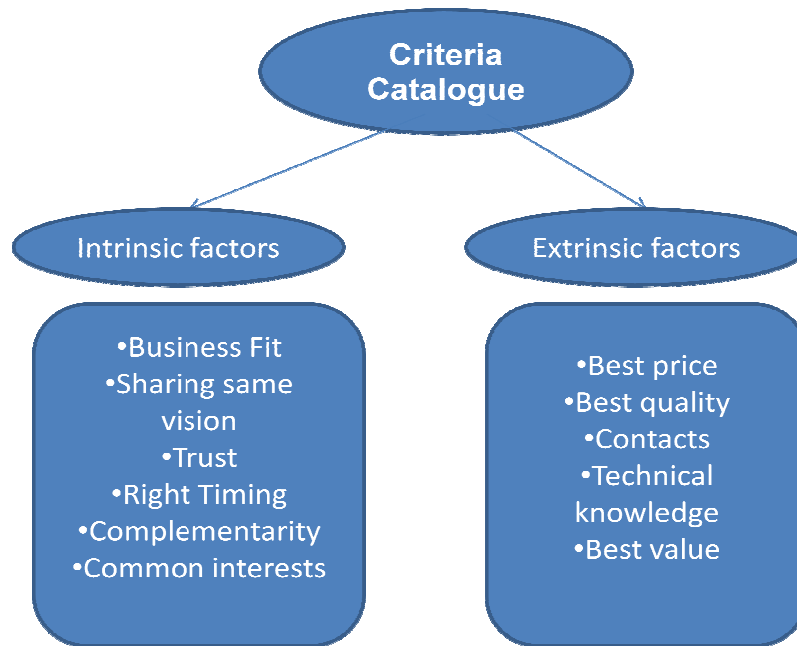 Criteria
Catalogue
Intrinsic factors
Extrinsic factors
•Business Fit
•Sharing same
vision
•Trust
•Right Timing
•Complementarity
•Common interests
•Best price
•Best quality
•Contacts
•Technical
knowledge
•Best value